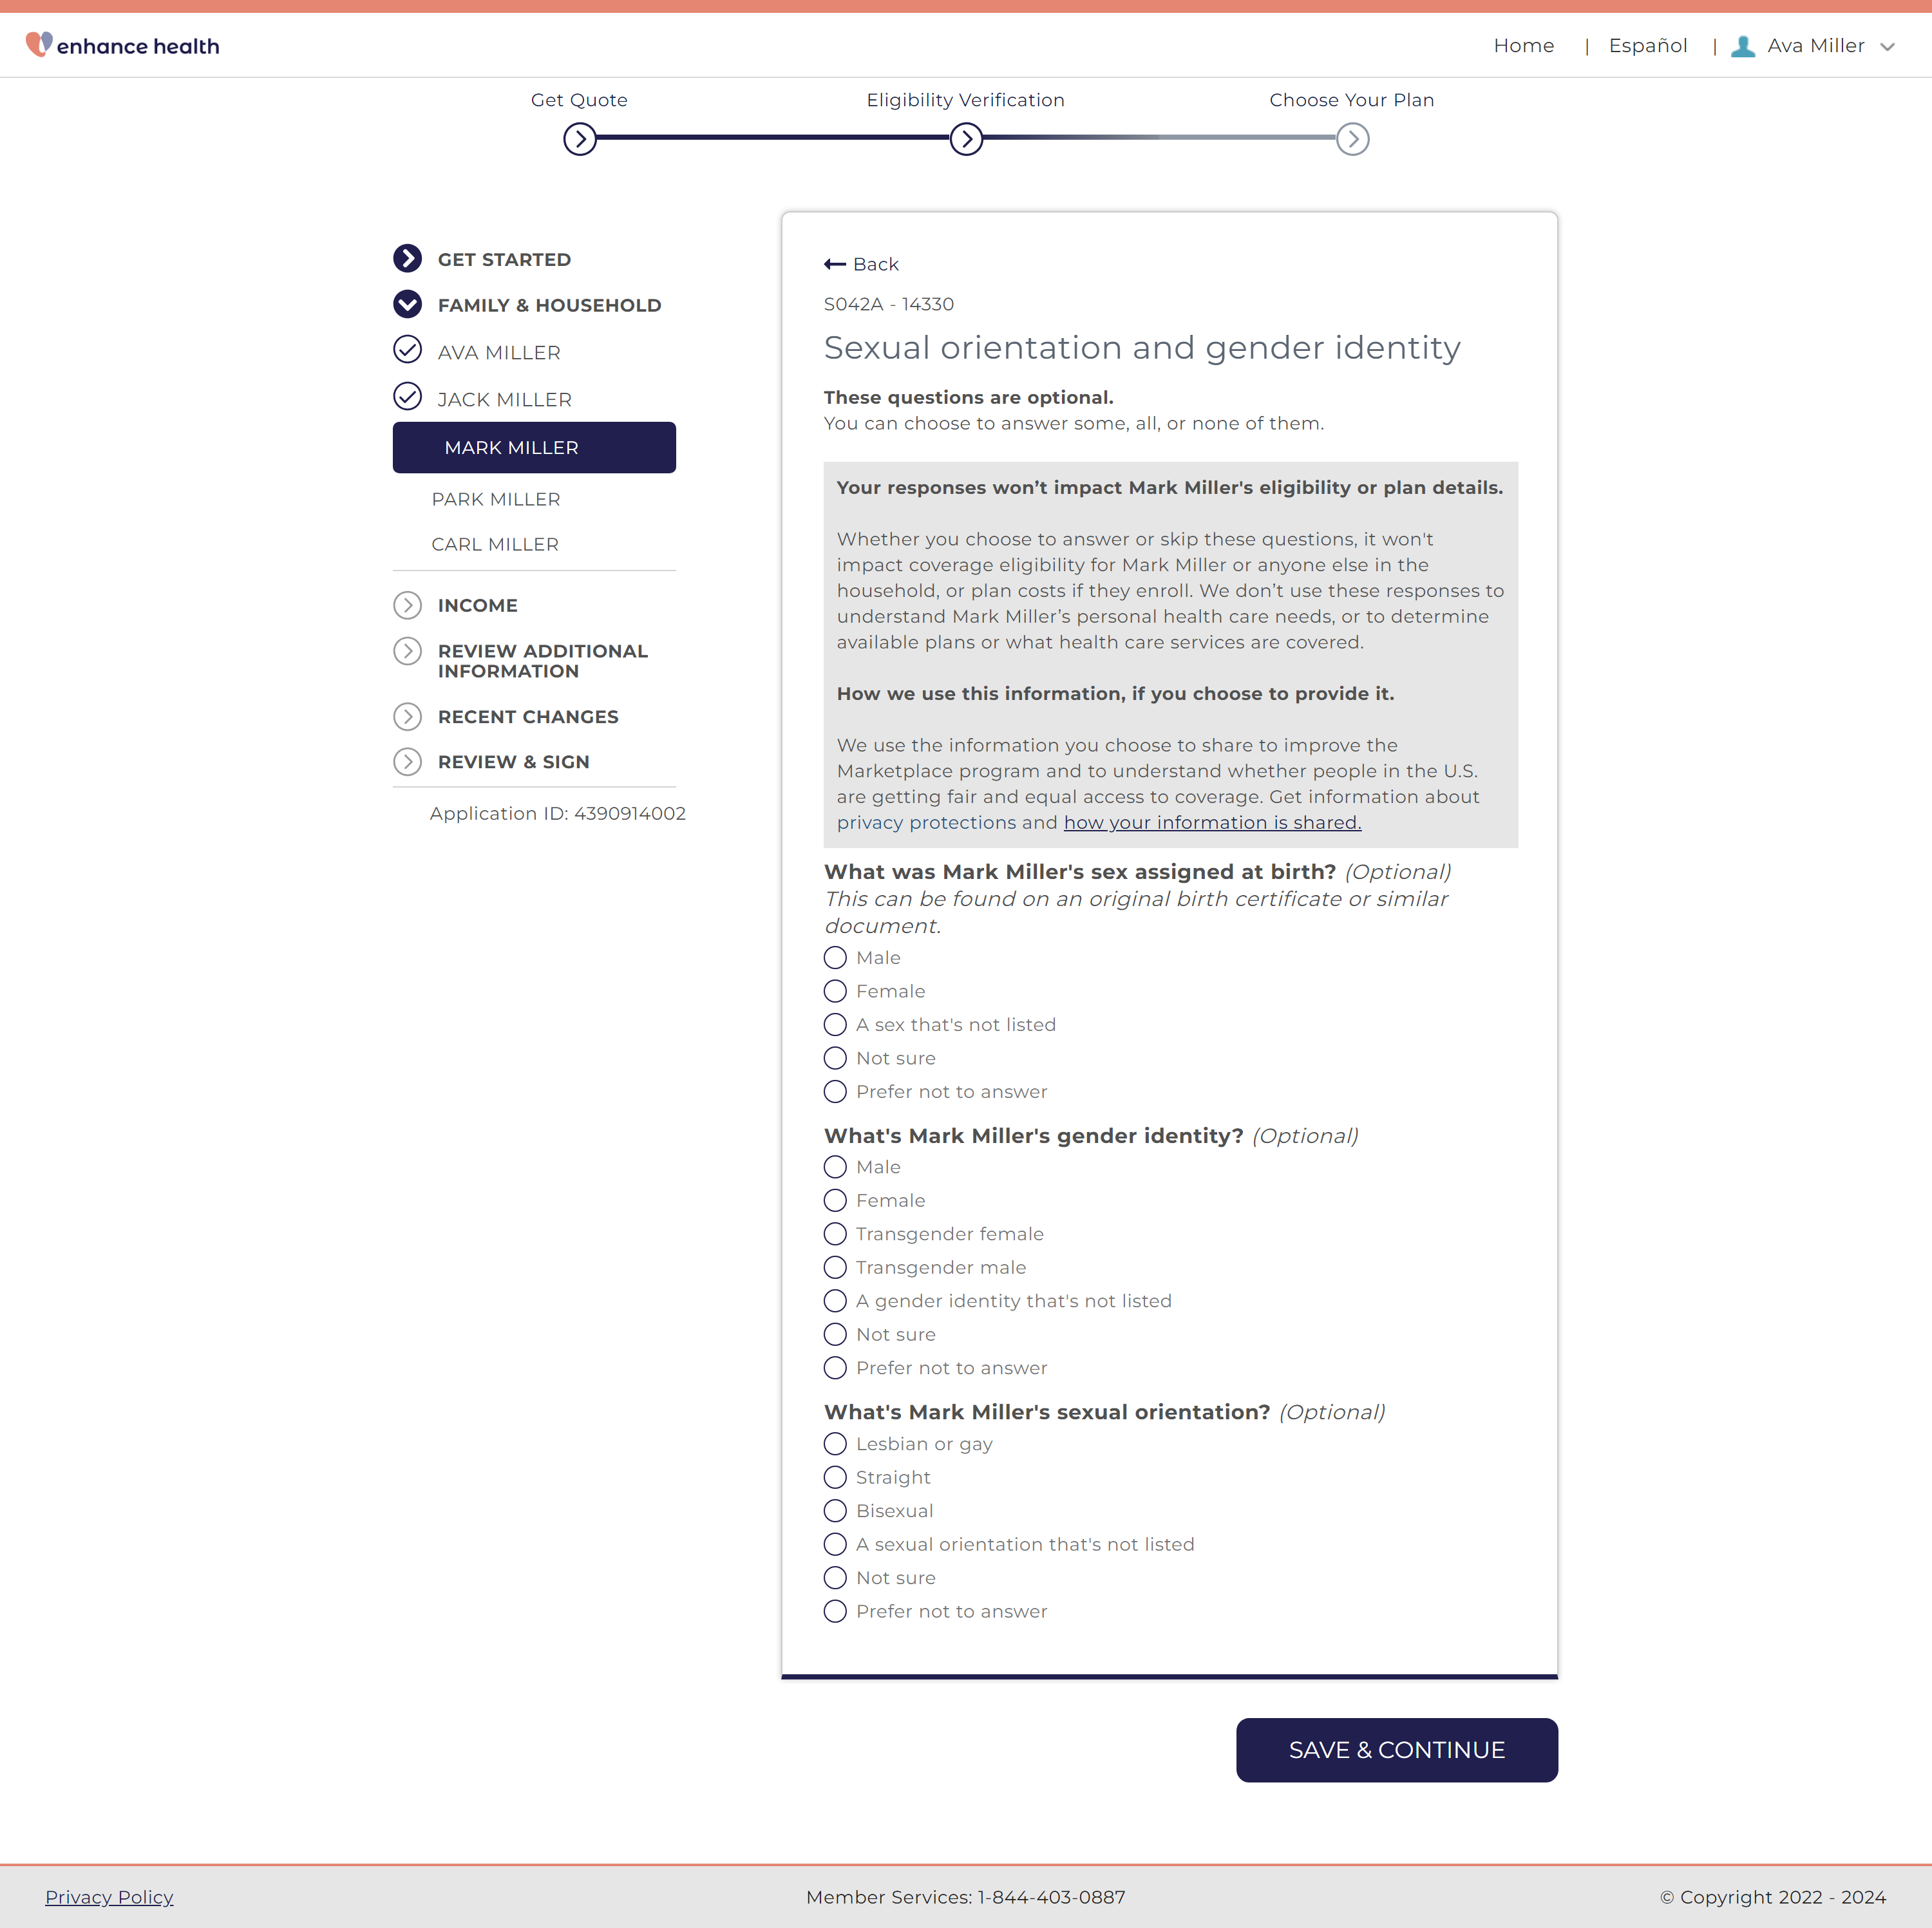 enhance health
Home | Español | Ava Miller
Get Quote
Eligibility Verification
Choose Your Plan
GET STARTED
FAMILY & HOUSEHOLD
AVA MILLER
JACK MILLER
MARK MILLER
PARK MILLER
CARL MILLER
INCOME
REVIEW ADDITIONAL
INFORMATION
RECENT CHANGES
REVIEW & SIGN
Application ID: 4390914002
Back
S042A - 14330
Sexual orientation and gender identity
These questions are optional.
You can choose to answer some, all, or none of them.
Your responses won’t impact Mark Miller's eligibility or plan details.
Whether you choose to answer or skip these questions, it won't
impact coverage eligibility for Mark Miller or anyone else in the
household, or plan costs if they enroll. We don’t use these responses to
understand Mark Miller’s personal health care needs, or to determine
available plans or what health care services are covered.
How we use this information, if you choose to provide it.
We use the information you choose to share to improve the
Marketplace program and to understand whether people in the U.S.
are getting fair and equal access to coverage. Get information about
privacy protections and how your information is shared.
What was Mark Miller's sex assigned at birth? (Optional)
This can be found on an original birth certificate or similar
document.
Male
Female
A sex that's not listed
Not sure
Prefer not to answer
What's Mark Miller's gender identity? (Optional)
Male
Female
Transgender female
Transgender male
A gender identity that's not listed
Not sure
Prefer not to answer
What's Mark Miller's sexual orientation? (Optional)
Lesbian or gay
Straight
Bisexual
A sexual orientation that's not listed
Not sure
Prefer not to answer
SAVE & CONTINUE
Privacy Policy
Member Services: 1-844-403-0887
© Copyright 2022 - 2024